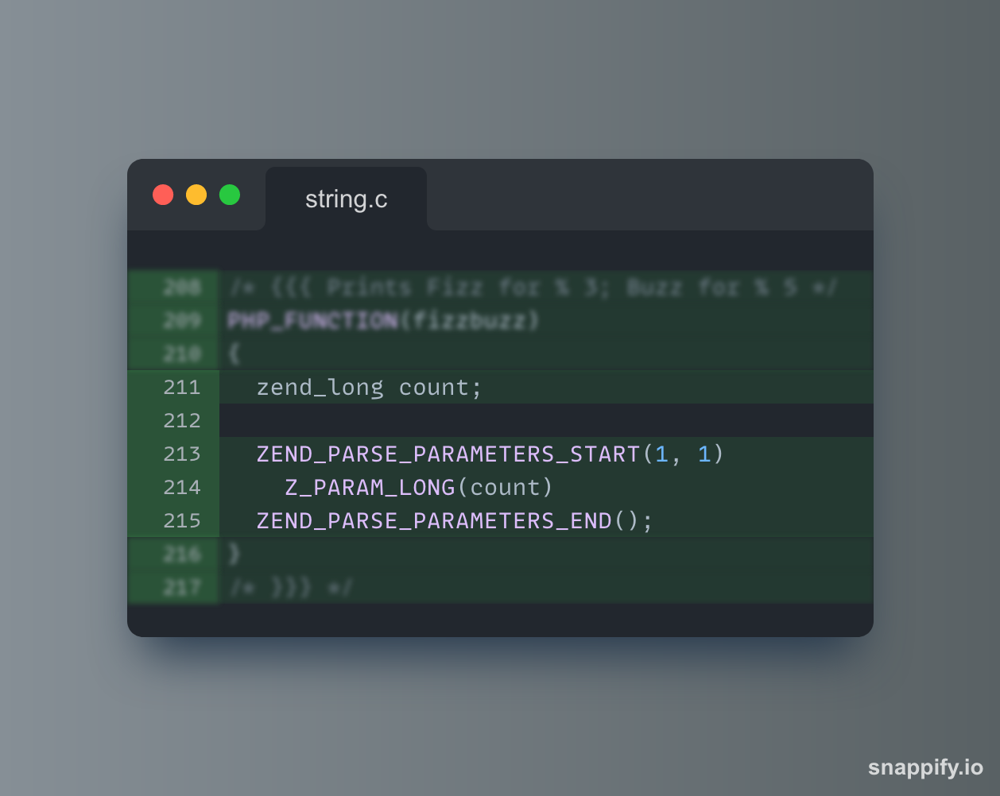 string.c
208 /* {{{ Prints Fizz for % 3; Buzz for % 5 */
209 PHP_FUNCTION(fizzbuzz)
210 {
211 zend_long count;
212
213 ZEND_PARSE_PARAMETERS_START(1, 1)
214 Z_PARAM_LONG(count)
215 ZEND_PARSE_PARAMETERS_END();
216 }
217 /* }}} */
snappify.io